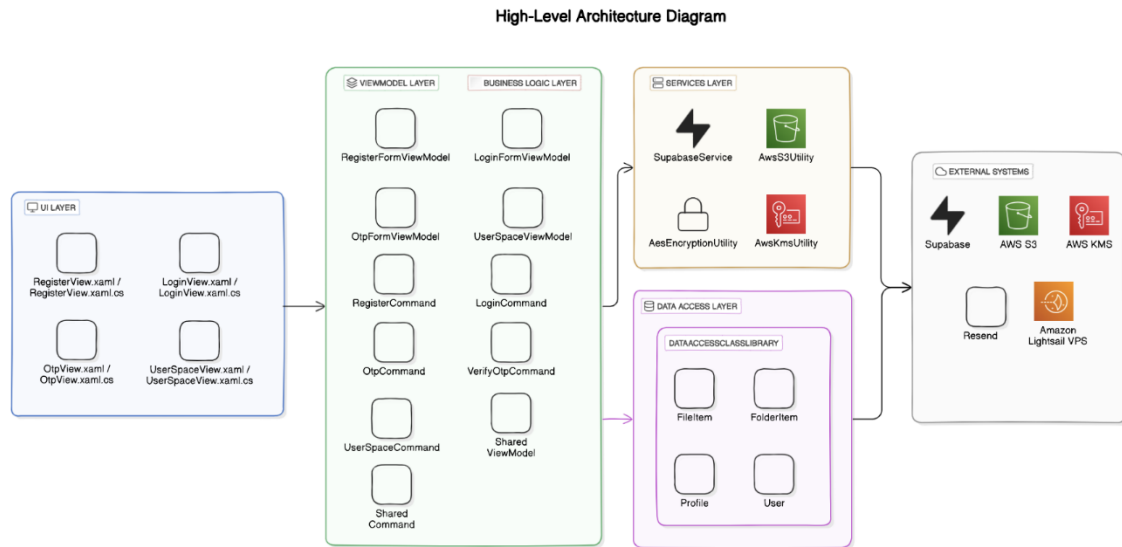 High-Level Architecture Diagram
UI LAYER
RegisterView.xaml /
RegisterView.xaml.cs
LoginView.xaml /
LoginView.xaml.cs
OtpView.xaml /
OtpView.xaml.cs
UserSpaceView.xaml /
UserSpaceView.xaml.cs
VIEWMODEL LAYER
BUSINESS LOGIC LAYER
RegisterFormViewModel
LoginFormViewModel
OtpFormViewModel
UserSpaceViewModel
RegisterCommand
LoginCommand
OtpCommand
VerifyOtpCommand
UserSpaceCommand
Shared
ViewModel
Shared
Command
SERVICES LAYER
SupabaseService
AwsS3Utility
AesEncryptionUtility
AwsKmsUtility
DATA ACCESS LAYER
DATAACCESSCLASSLIBRARY
FileItem
FolderItem
Profile
User
EXTERNAL SYSTEMS
Supabase
AWS S3
AWS KMS
Resend
Amazon
Lightsail VPS